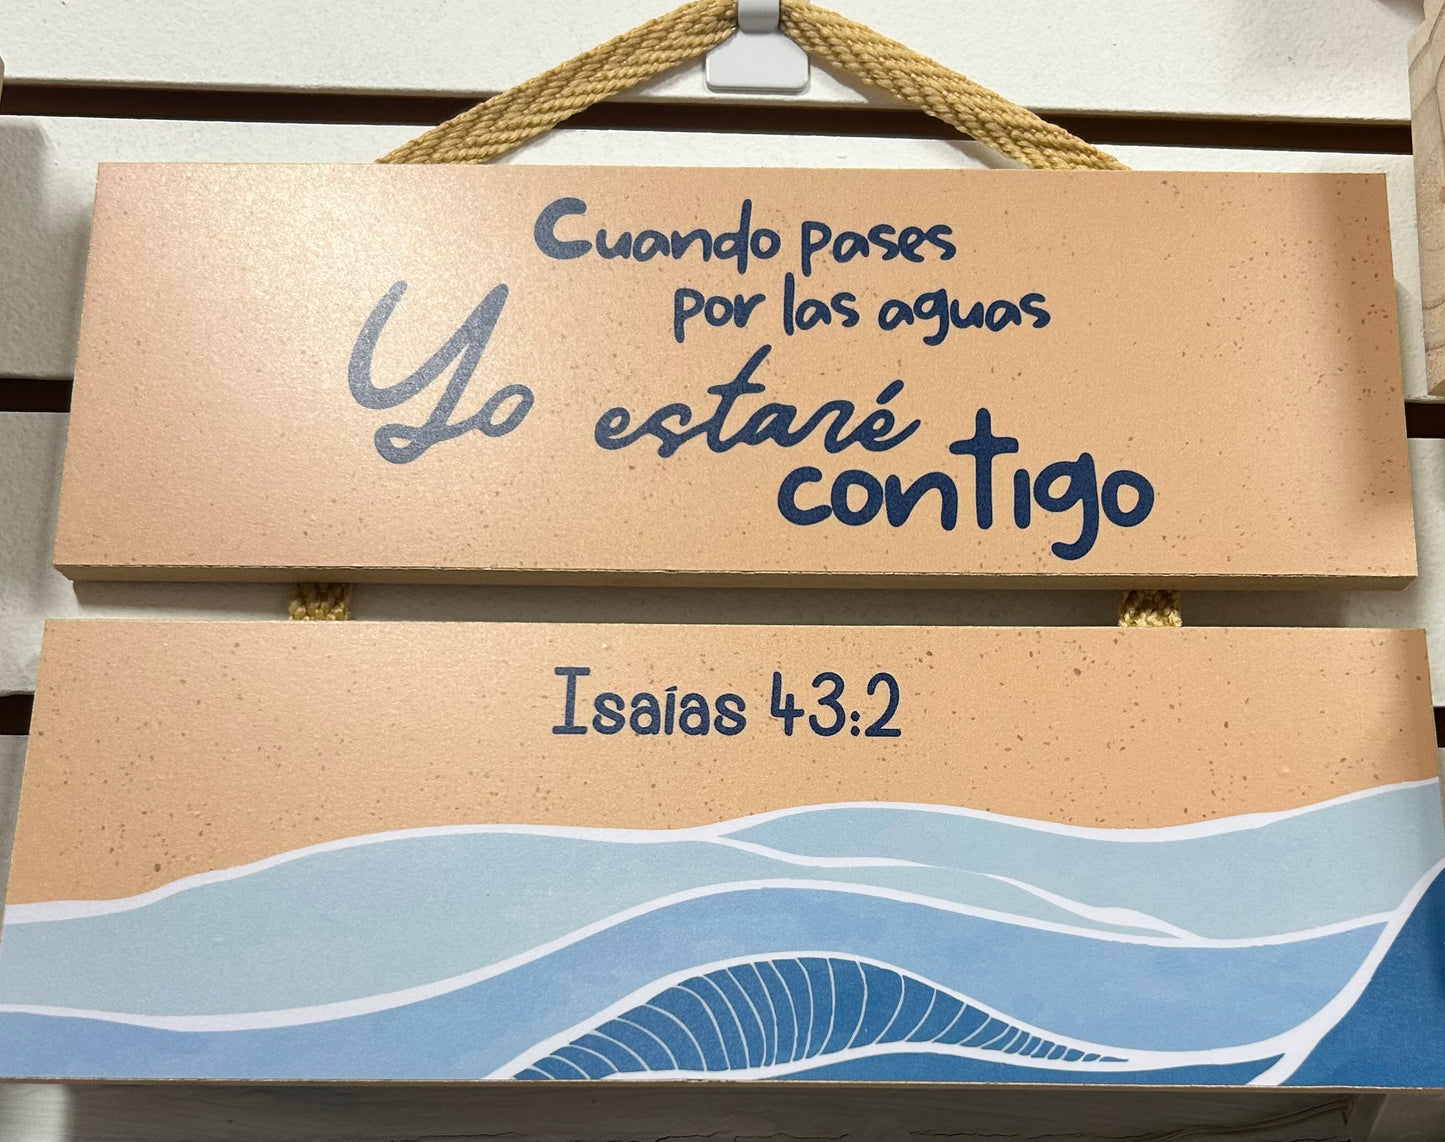 Cuando pases
por las aguas
Yo estaré
contigo
Isaías 43:2